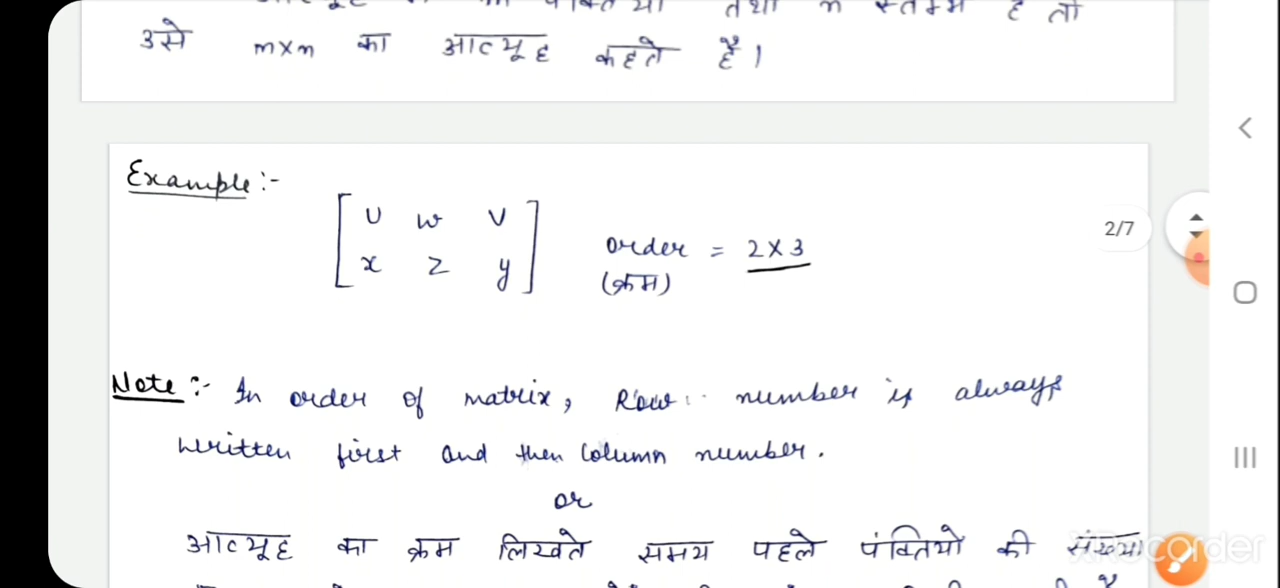 उसे m×n का आव्यूह कहते हैं।
Example :-
U W V
x z y
order = 2×3
(क्रम)
2/7
Note :- In order of matrix, Row number is always
written first and then Column number.
or
आव्यूह का क्रम लिखते समय पहले पंक्तियो की संख्या